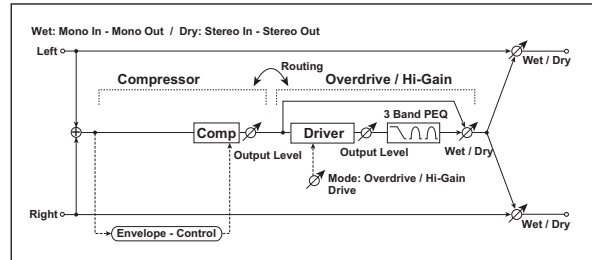 Wet: Mono In - Mono Out / Dry: Stereo In - Stereo Out
Left
Wet / Dry
Routing
Compressor
Overdrive / Hi-Gain
3 Band PEQ
Comp
Driver
Output Level
Output Level
Wet / Dry
Mode: Overdrive / Hi-Gain
Drive
Right
Wet / Dry
Envelope - Control